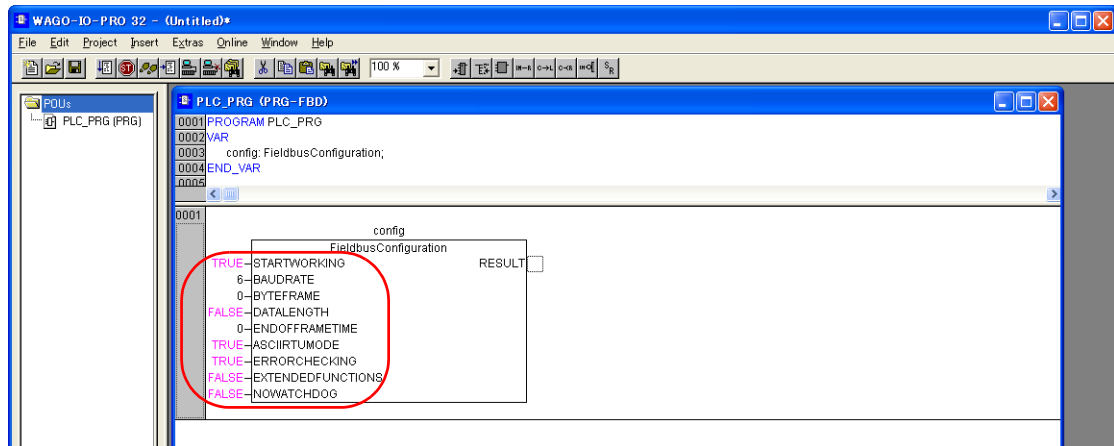 WAGO-IO-PRO 32 - (Untitled)*
File Edit Project Insert Extras Online Window Help
100 %
POUs
PLC_PRG (PRG)
PLC_PRG (PRG-FBD)
0001 PROGRAM PLC_PRG
0002 VAR
0003 config: FieldbusConfiguration;
0004 END_VAR
0005
0001
config
FieldbusConfiguration
TRUE STARTWORKING RESULT
6 BAUDRATE
0 BYTEFRAME
FALSE DATALENGTH
0 ENDOFFRAMETIME
TRUE ASCIIRTUMODE
TRUE ERRORCHECKING
FALSE EXTENDEDFUNCTIONS
FALSE NOWATCHDOG